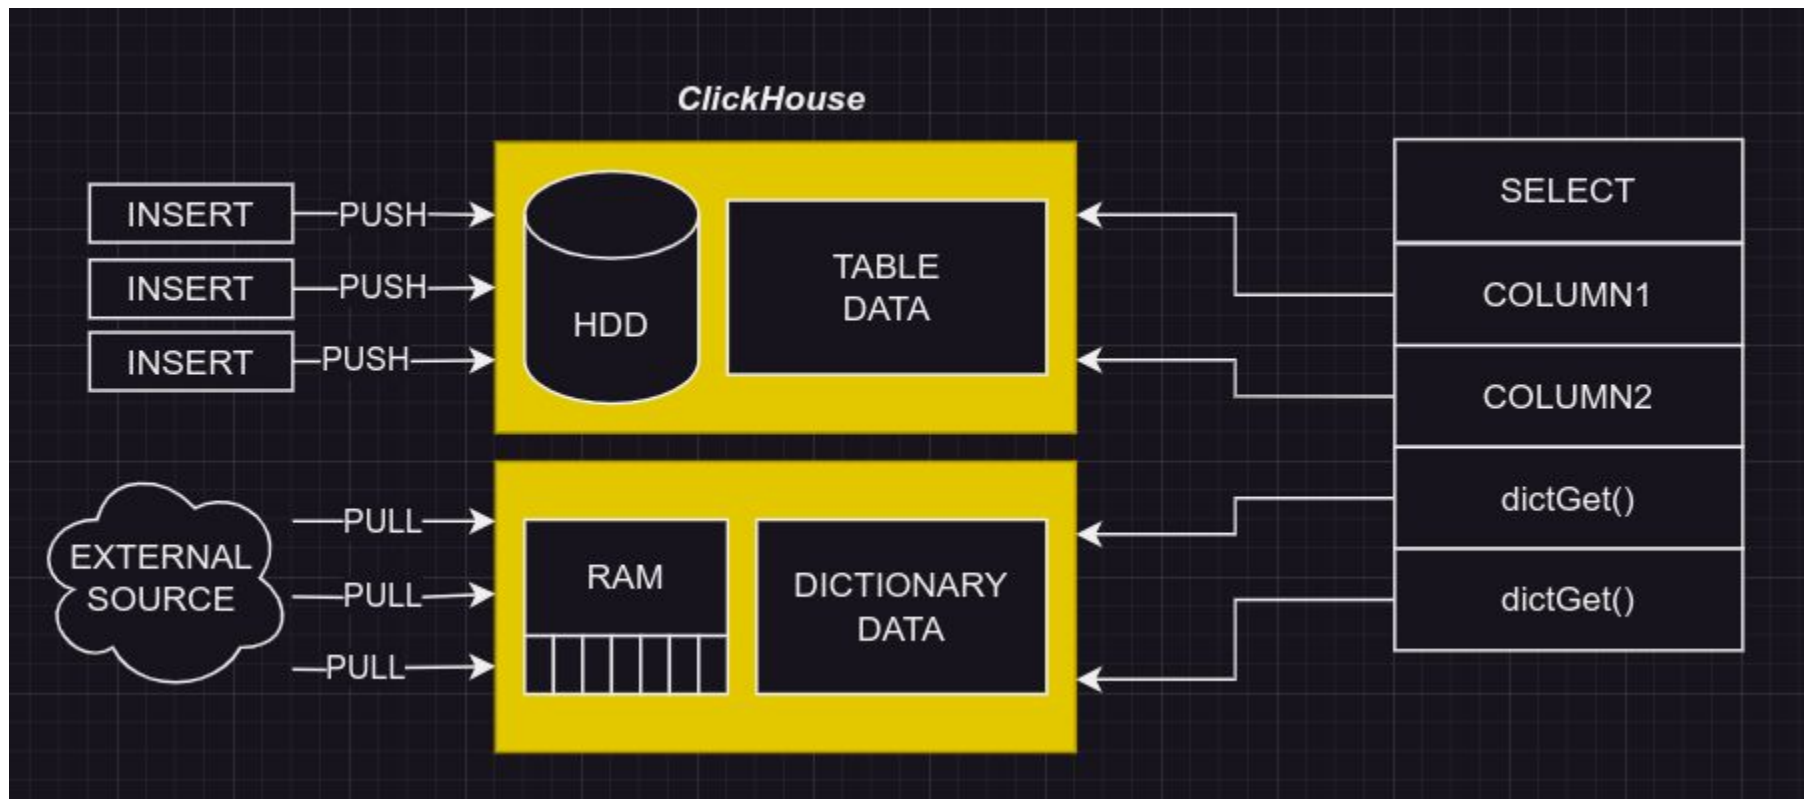 ClickHouse
INSERT
PUSH
INSERT
PUSH
INSERT
PUSH
HDD
TABLE
DATA
SELECT
COLUMN1
COLUMN2
dictGet()
dictGet()
EXTERNAL
SOURCE
PULL
PULL
PULL
RAM
DICTIONARY
DATA